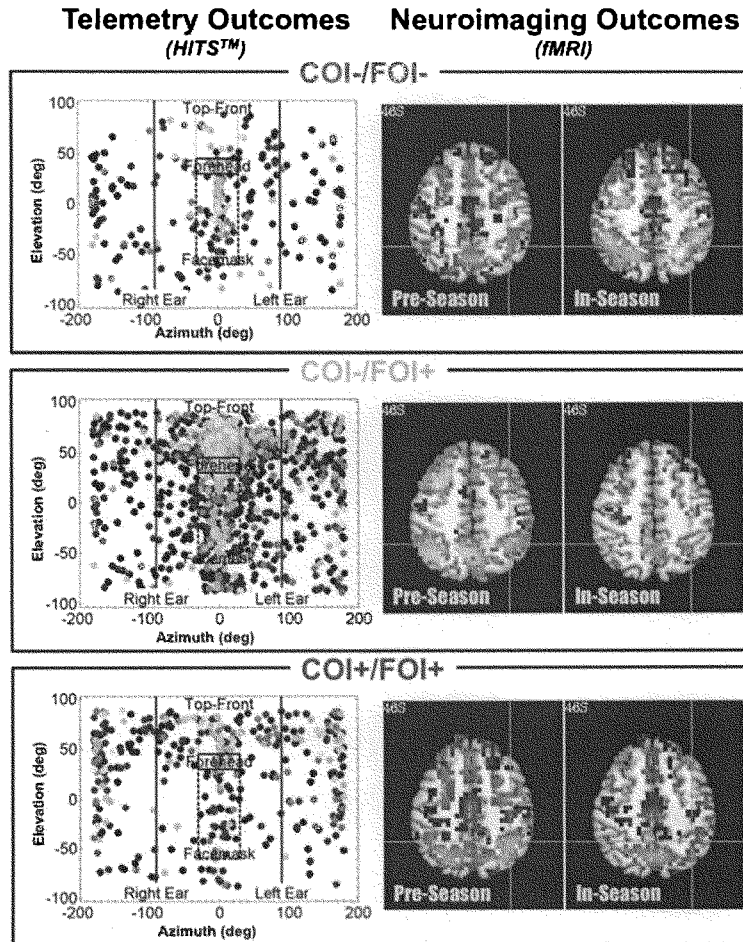 Telemetry Outcomes
(HITS™)
Neuroimaging Outcomes
(fMRI)
COI-/FOI-
100
50
0
-50
-100
Elevation (deg)
Top-Front
Forehead
Facemask
Right Ear
Left Ear
-200
-100
0
100
200
Azimuth (deg)
46S
Pre-Season
46S
In-Season
COI-/FOI+
100
50
0
-50
-100
Elevation (deg)
Top-Front
Right Ear
Left Ear
-200
-100
0
100
200
Azimuth (deg)
46S
Pre-Season
46S
In-Season
COI+/FOI+
100
50
0
-50
-100
Elevation (deg)
Top-Front
Forehead
Facemask
Right Ear
Left Ear
-200
-100
0
100
200
Azimuth (deg)
46S
Pre-Season
46S
In-Season